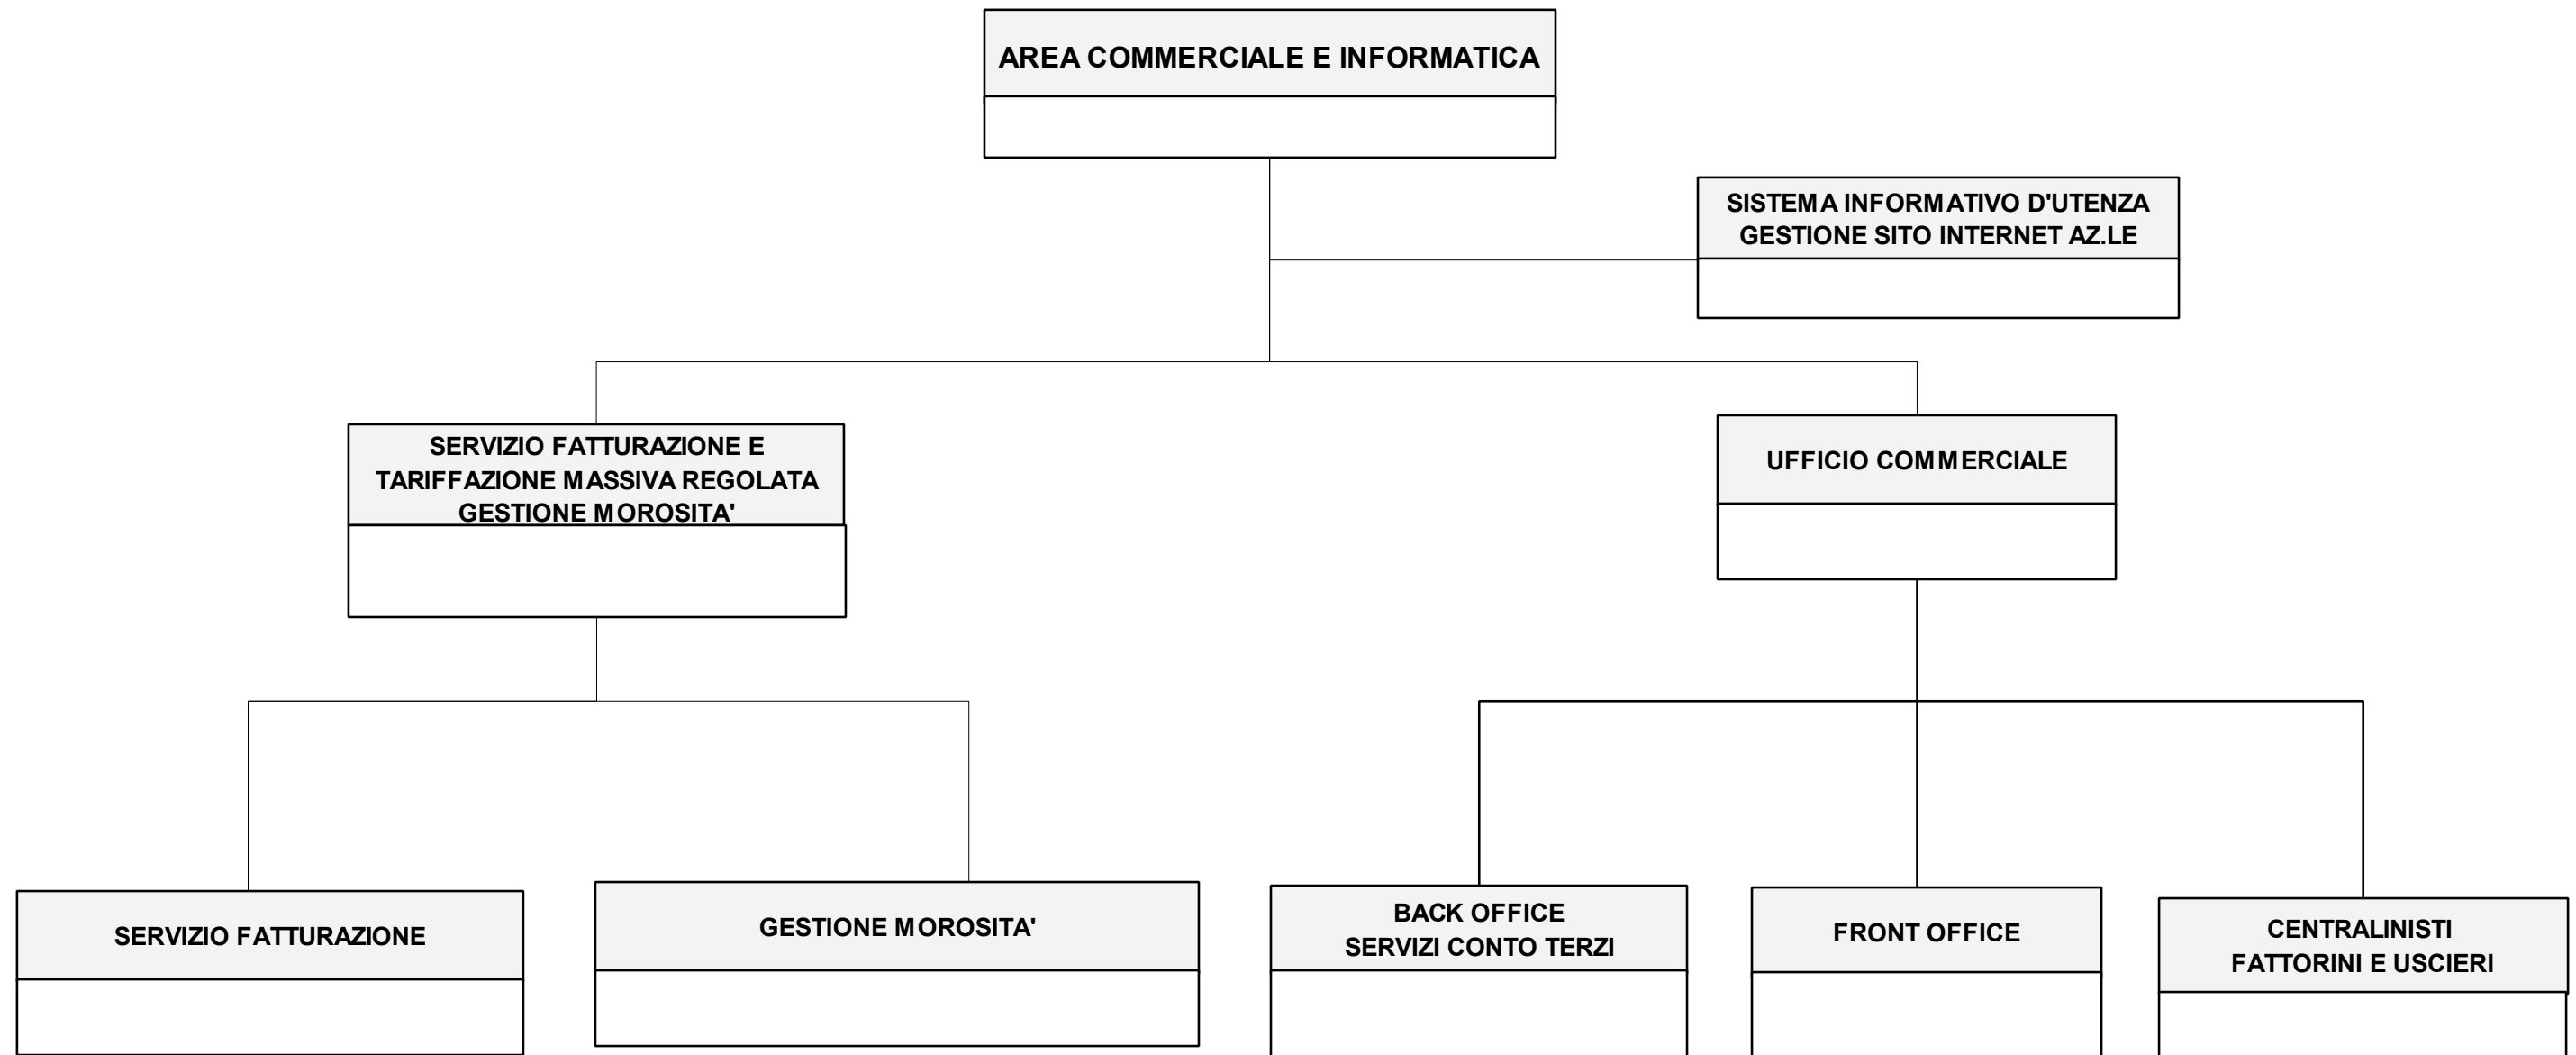 AREA COMMERCIALE E INFORMATICA
SISTEMA INFORMATIVO D'UTENZA
GESTIONE SITO INTERNET AZ.LE
SERVIZIO FATTURAZIONE E
TARIFFAZIONE MASSIVA REGOLATA
GESTIONE MOROSITA'
UFFICIO COMMERCIALE
SERVIZIO FATTURAZIONE
GESTIONE MOROSITA'
BACK OFFICE
SERVIZI CONTO TERZI
FRONT OFFICE
CENTRALINISTI
FATTORINI E USCIERI